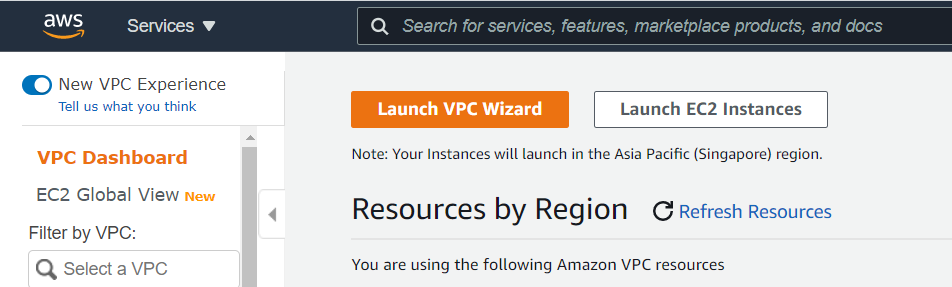 aws
Services
Search for services, features, marketplace products, and docs
New VPC Experience
Tell us what you think
VPC Dashboard
EC2 Global View New
Filter by VPC:
Select a VPC
Launch VPC Wizard
Launch EC2 Instances
Note: Your Instances will launch in the Asia Pacific (Singapore) region.
Resources by Region
Refresh Resources
You are using the following Amazon VPC resources